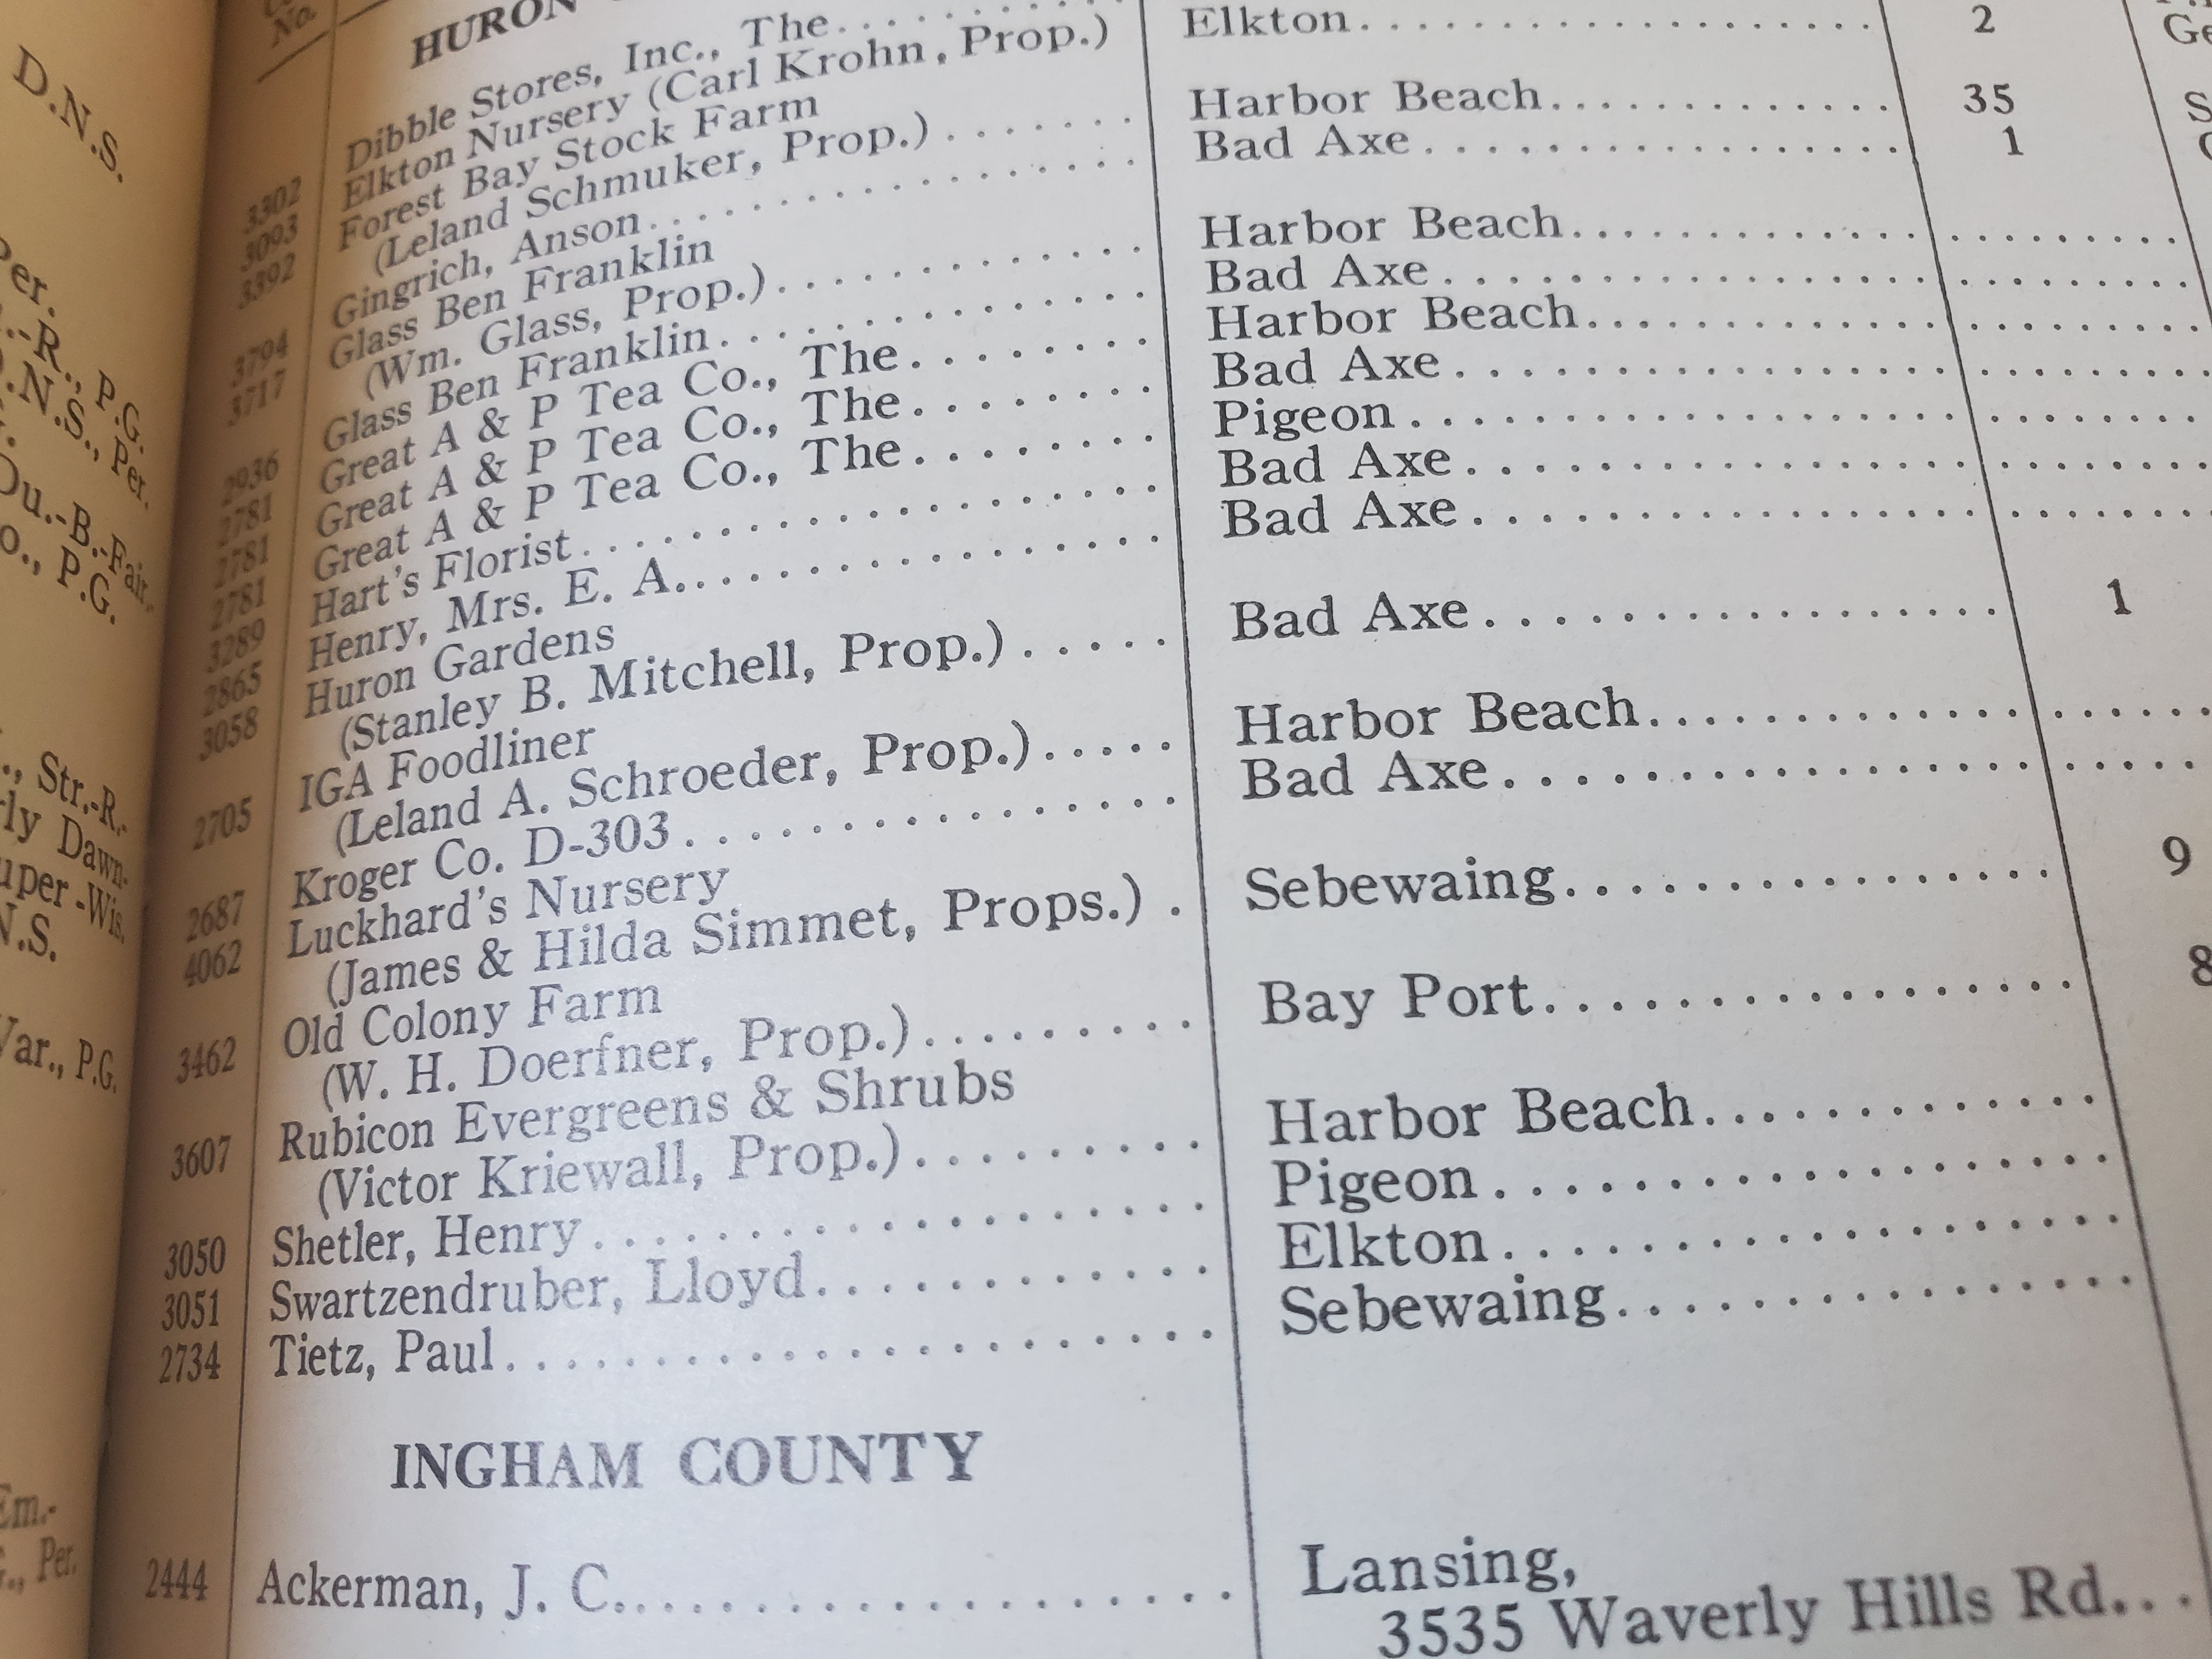 D.N.S.
P.G.
Per.
P.G.
Str.-R.
Dawn-
P.G.
Per.
No.
HURON
3302 Dibble Stores, Inc., The
3093 Elkton Nursery (Carl Krohn, Prop.) Elkton 2
3392 Forest Bay Stock Farm
(Leland Schmuker, Prop.) Harbor Beach 35
3794 Gingrich, Anson Bad Axe 1
3717 Glass Ben Franklin
(Wm. Glass, Prop.) Harbor Beach
2936 Glass Ben Franklin Bad Axe
2781 Great A & P Tea Co., The Harbor Beach
2781 Great A & P Tea Co., The Bad Axe
2781 Great A & P Tea Co., The Pigeon
3289 Hart's Florist Bad Axe
2865 Henry, Mrs. E. A. Bad Axe
3058 Huron Gardens
(Stanley B. Mitchell, Prop.) Bad Axe 1
2705 IGA Foodliner
(Leland A. Schroeder, Prop.) Harbor Beach
2687 Kroger Co. D-303 Bad Axe
4062 Luckhard's Nursery
(James & Hilda Simmet, Props.) Sebewaing 9
3462 Old Colony Farm
(W. H. Doerfner, Prop.) Bay Port 8
3607 Rubicon Evergreens & Shrubs
(Victor Kriewall, Prop.) Harbor Beach
3050 Shetler, Henry Pigeon
3051 Swartzendruber, Lloyd Elkton
2734 Tietz, Paul Sebewaing
INGHAM COUNTY
2444 Ackerman, J. C. Lansing,
3535 Waverly Hills Rd.